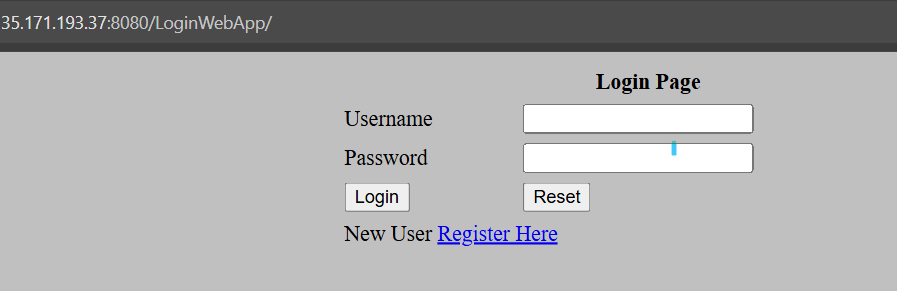 35.171.193.37:8080/LoginWebApp/
Login Page
Username
Password
Login Reset
New User Register Here